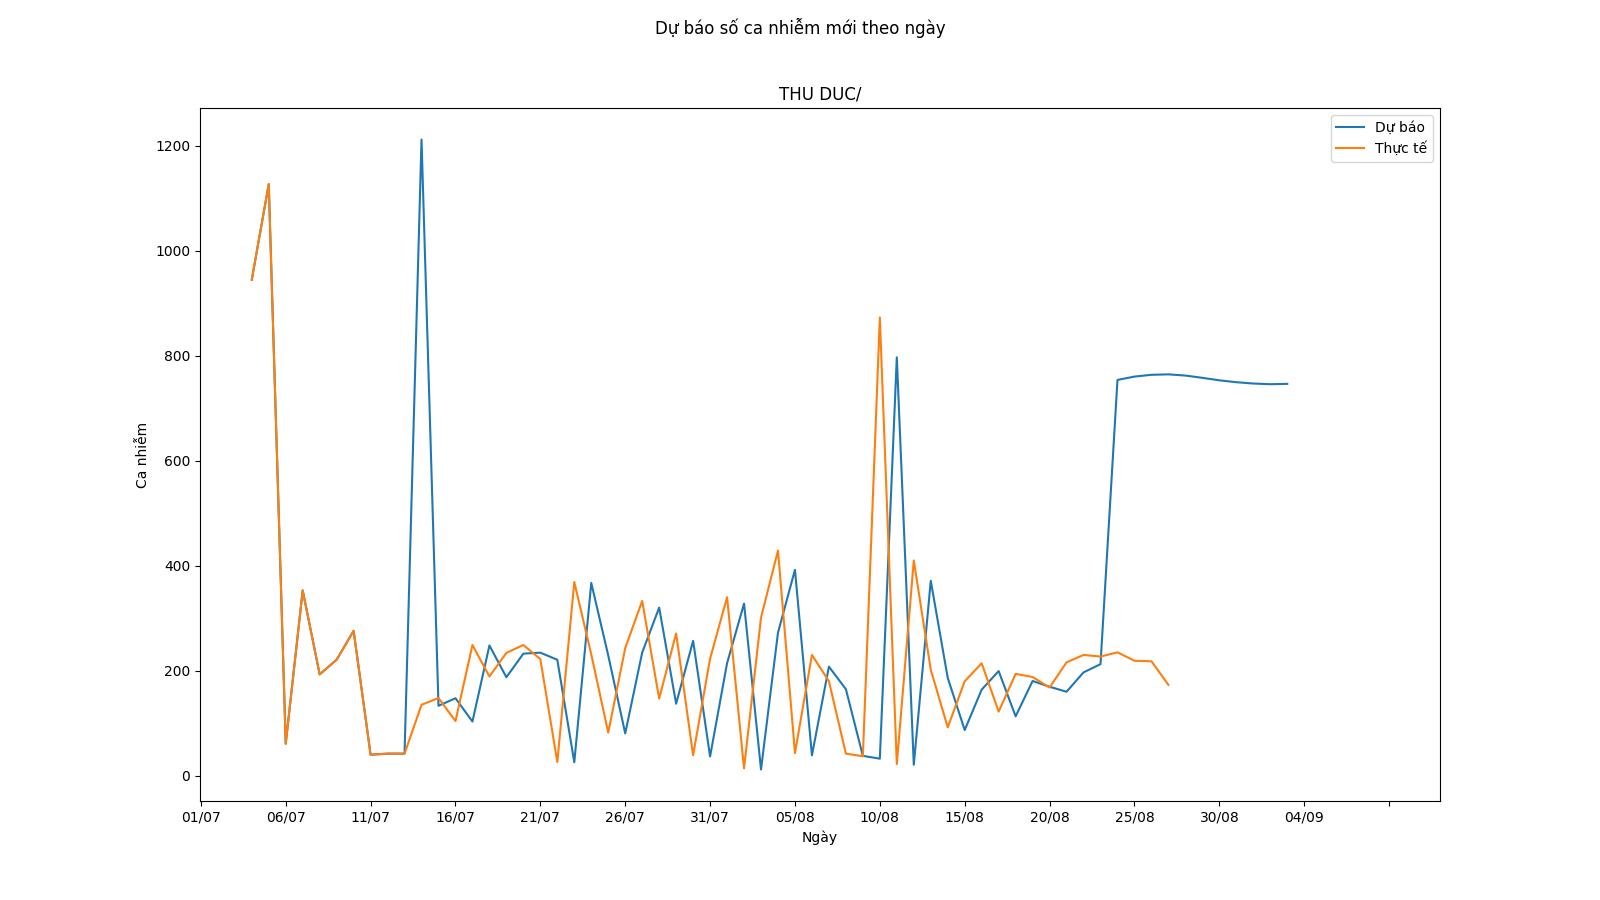 Dự báo số ca nhiễm mới theo ngày
THU DUC/
Dự báo
Thực tế
1200
1000
800
600
400
200
0
Ca nhiễm
01/07 06/07 11/07 16/07 21/07 26/07 31/07 05/08 10/08 15/08 20/08 25/08 30/08 04/09
Ngày